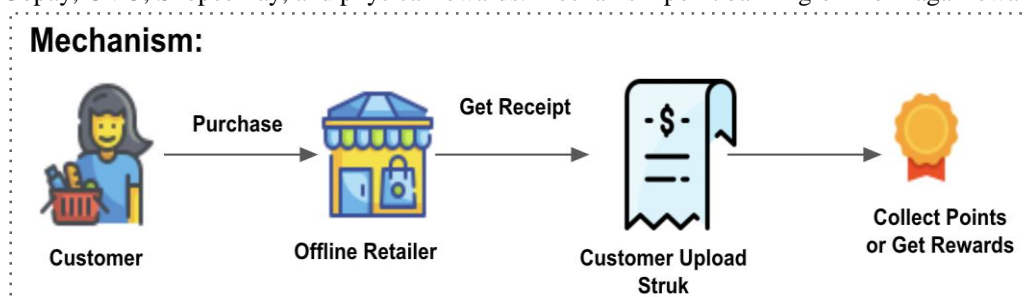 Mechanism:
Purchase
Get Receipt
-$-
Customer
Offline Retailer
Customer Upload
Struk
Collect Points
or Get Rewards